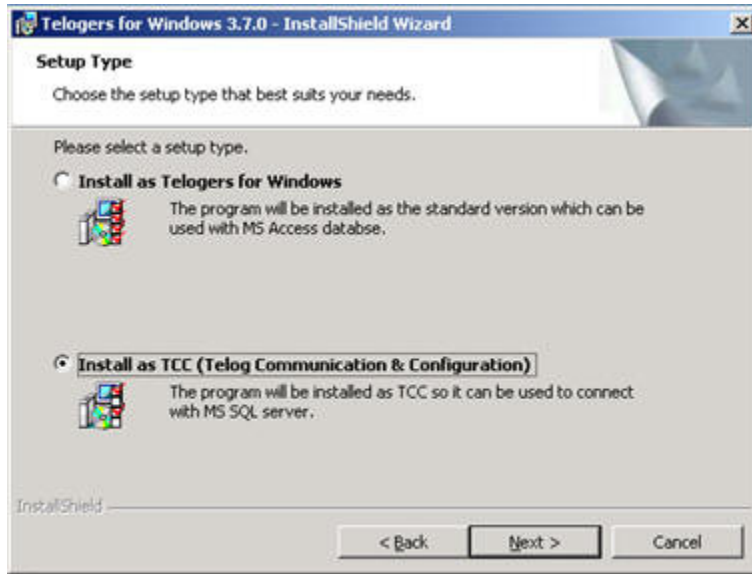 Telogers for Windows 3.7.0 - InstallShield Wizard
Setup Type
Choose the setup type that best suits your needs.
Please select a setup type.
Install as Telogers for Windows
The program will be installed as the standard version which can be
used with MS Access databse.
Install as TCC (Telog Communication & Configuration)
The program will be installed as TCC so it can be used to connect
with MS SQL server.
InstallShield
< Back
Next >
Cancel